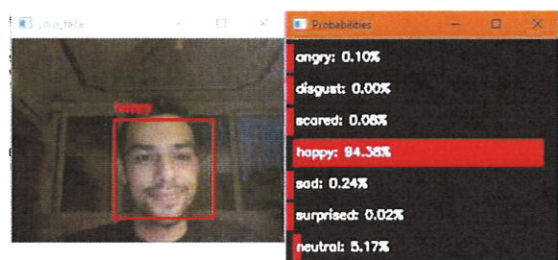 your_face
Probabilities
happy
angry: 0.10%
disgust: 0.00%
scared: 0.08%
happy: 94.38%
sad: 0.24%
surprised: 0.02%
neutral: 5.17%